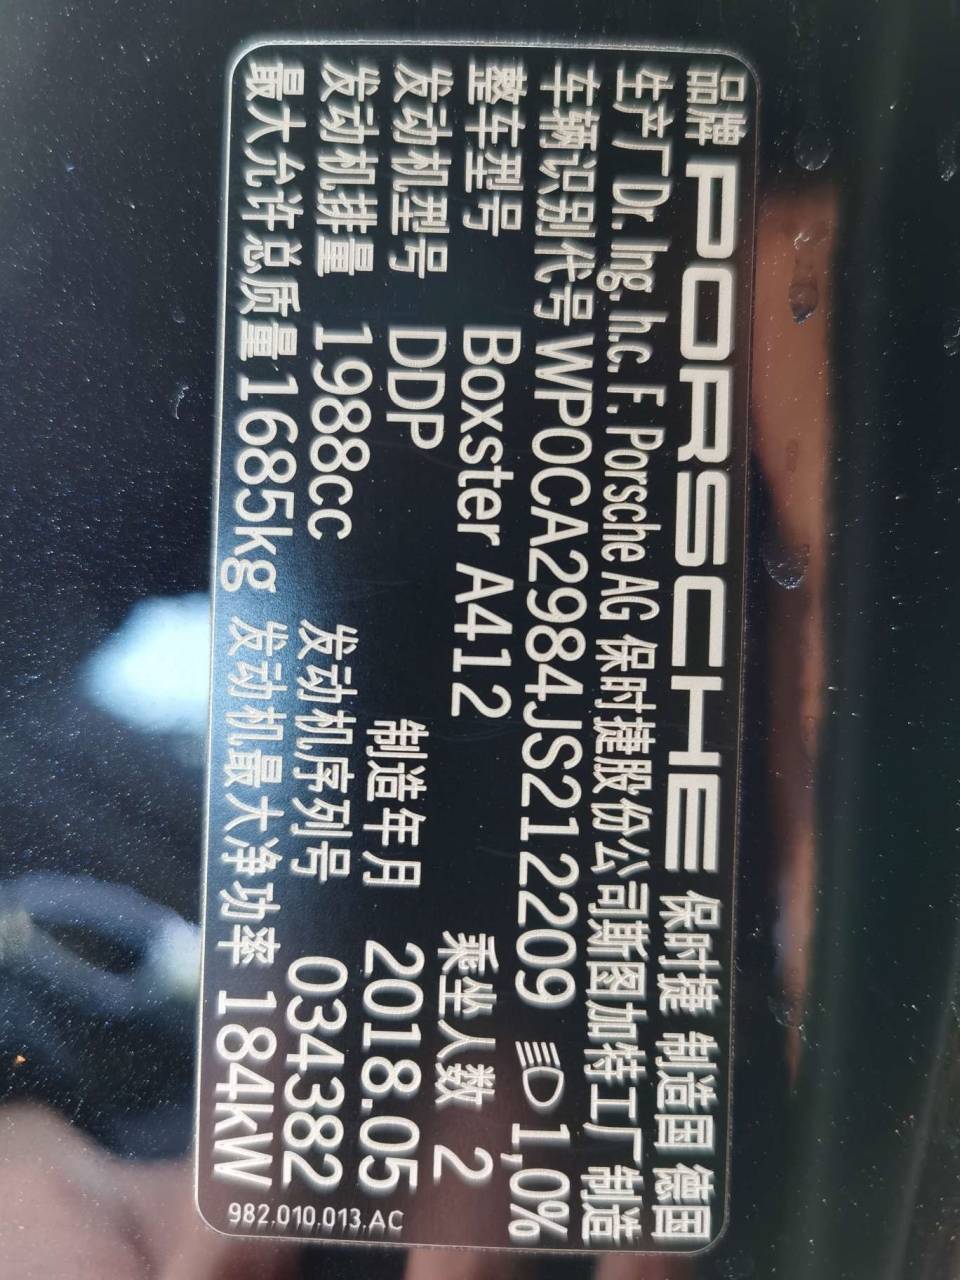 品牌 PORSCHE 保时捷 制造国 德国
生产厂 Dr. Ing. h.c. F. Porsche AG 保时捷股份公司斯图加特工厂制造
车辆识别代号 WP0CA2984JS212209 1,0%
整车型号 Boxster A412 乘坐人数 2
发动机型号 DDP 制造年月 2018.05
发动机排量 1988cc 发动机序列号 034382
最大允许总质量 1685kg 发动机最大净功率 184kW
982.010.013.AC